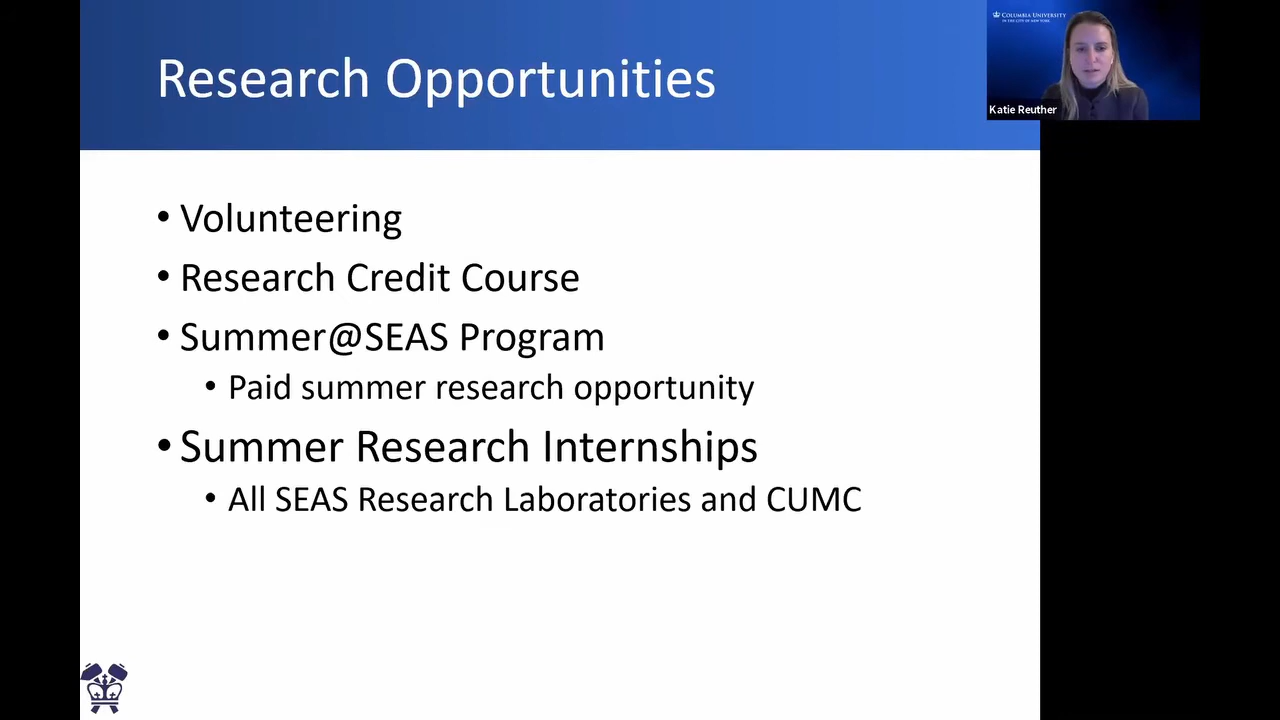 Research Opportunities
COLUMBIA UNIVERSITY
IN THE CITY OF NEW YORK
Katie Reuther
• Volunteering
• Research Credit Course
• Summer@SEAS Program
• Paid summer research opportunity
• Summer Research Internships
• All SEAS Research Laboratories and CUMC